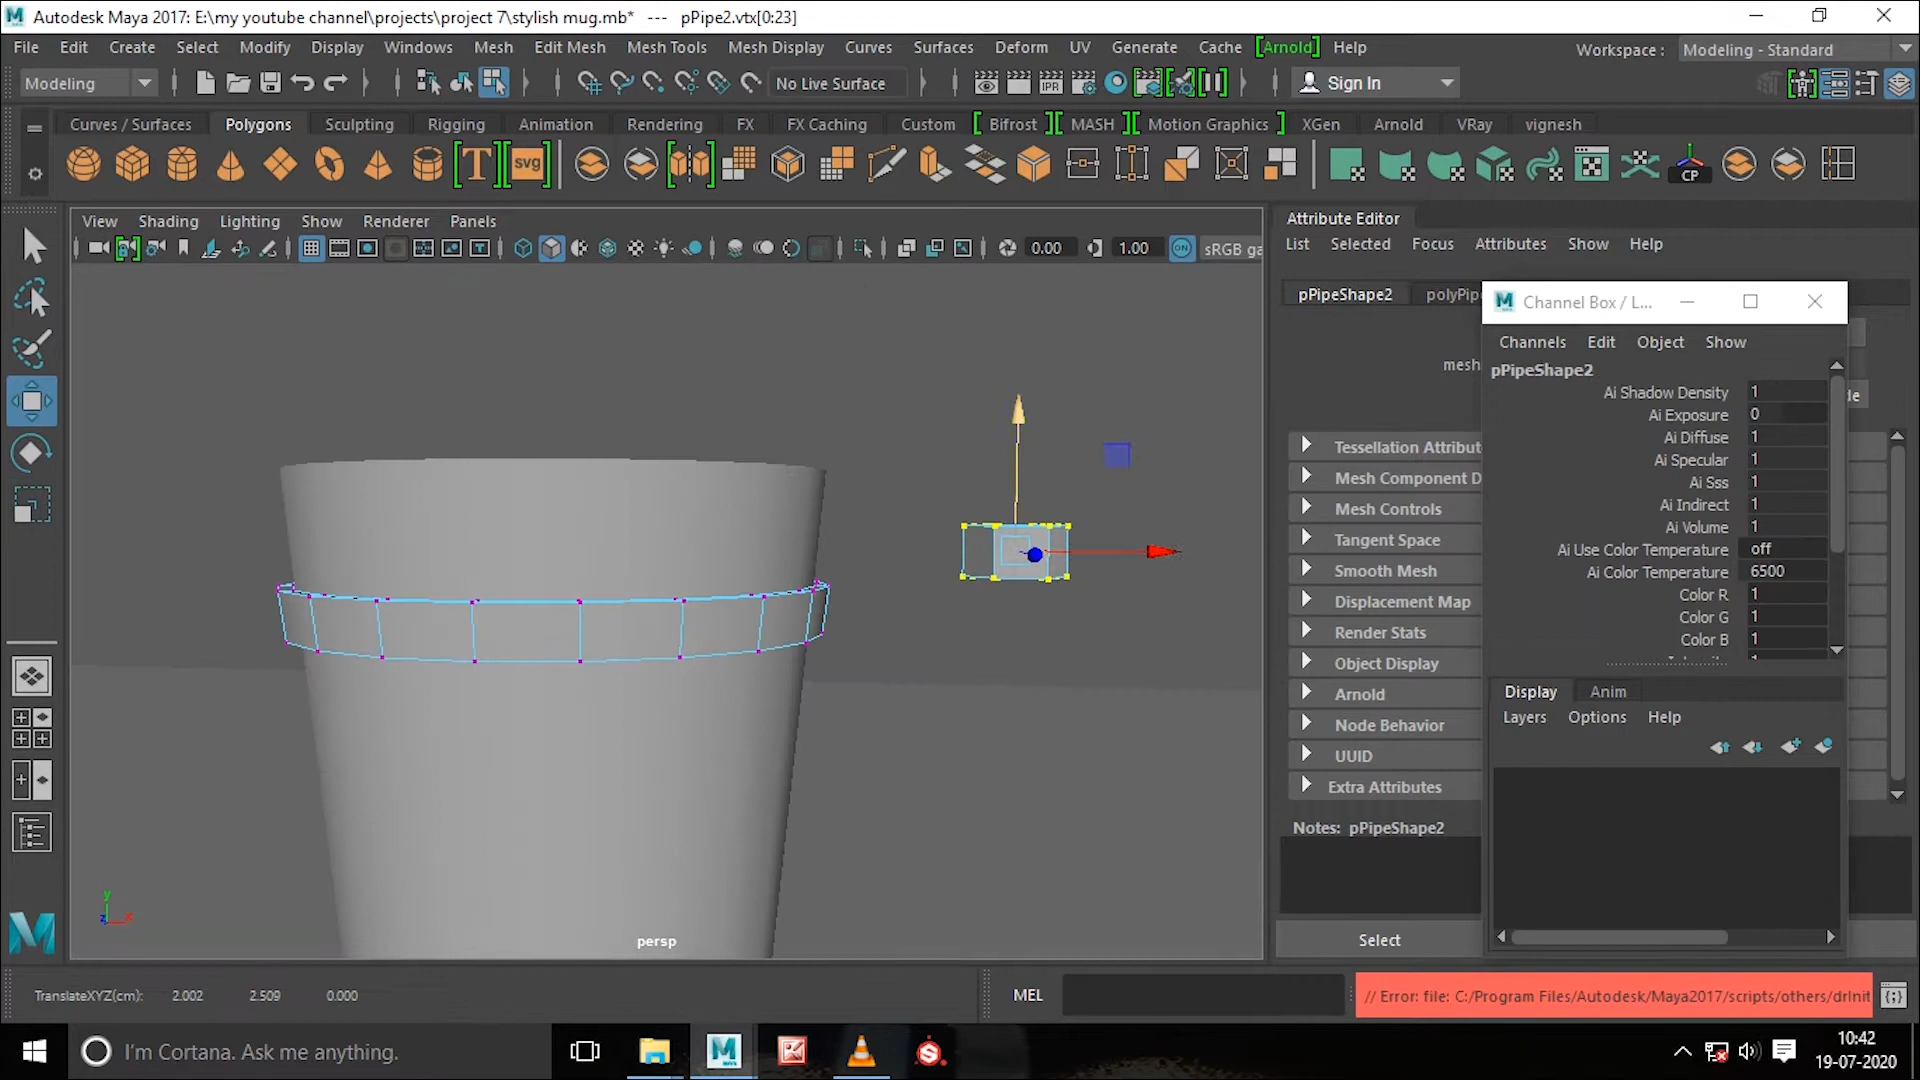 Autodesk Maya 2017: E:\my youtube channel\projects\project 7\stylish mug.mb* --- pPipe2.vtx[0:23]
File Edit Create Select Modify Display Windows Mesh Edit Mesh Mesh Tools Mesh Display Curves Surfaces Deform UV Generate Cache [Arnold] Help
Workspace : Modeling - Standard
Modeling
No Live Surface
IPR
Sign In
Curves / Surfaces Polygons Sculpting Rigging Animation Rendering FX FX Caching Custom [ Bifrost ] [ MASH ] [ Motion Graphics ] XGen Arnold VRay vignesh
T svg CP
View Shading Lighting Show Renderer Panels
0.00 1.00 ON sRGB ga
Attribute Editor
List Selected Focus Attributes Show Help
pPipeShape2 polyPip
mesh
Tessellation Attribut
Mesh Component D
Mesh Controls
Tangent Space
Smooth Mesh
Displacement Map
Render Stats
Object Display
Arnold
Node Behavior
UUID
Extra Attributes
Notes: pPipeShape2
Select
Channel Box / L...
Channels Edit Object Show
pPipeShape2
Ai Shadow Density 1
Ai Exposure 0
Ai Diffuse 1
Ai Specular 1
Ai Sss 1
Ai Indirect 1
Ai Volume 1
Ai Use Color Temperature off
Ai Color Temperature 6500
Color R 1
Color G 1
Color B 1
Display Anim
Layers Options Help
y
z x
persp
TranslateXYZ(cm): 2.002 2.509 0.000
MEL
// Error: file: C:/Program Files/Autodesk/Maya2017/scripts/others/drInit
I'm Cortana. Ask me anything.
10:42
19-07-2020